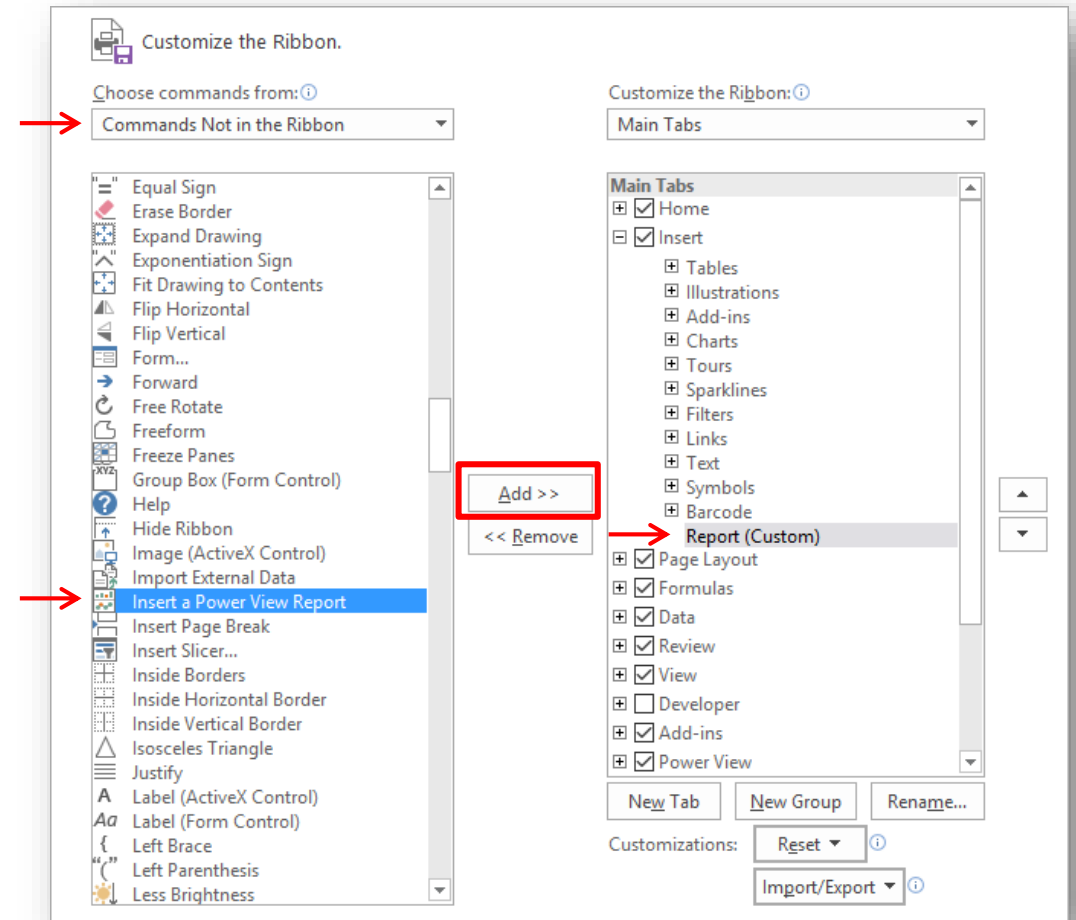 Customize the Ribbon.
Choose commands from:
Commands Not in the Ribbon
"=" Equal Sign
Erase Border
Expand Drawing
"^" Exponentiation Sign
Fit Drawing to Contents
Flip Horizontal
Flip Vertical
Form...
Forward
Free Rotate
Freeform
Freeze Panes
XYZ Group Box (Form Control)
? Help
Hide Ribbon
Image (ActiveX Control)
Import External Data
Insert a Power View Report
Insert Page Break
Insert Slicer...
Inside Borders
Inside Horizontal Border
Inside Vertical Border
Isosceles Triangle
Justify
A Label (ActiveX Control)
Aa Label (Form Control)
{ Left Brace
"(" Left Parenthesis
Less Brightness
Add >>
<< Remove
Customize the Ribbon:
Main Tabs
Main Tabs
Home
Insert
Tables
Illustrations
Add-ins
Charts
Tours
Sparklines
Filters
Links
Text
Symbols
Barcode
Report (Custom)
Page Layout
Formulas
Data
Review
View
Developer
Add-ins
Power View
New Tab New Group Rename...
Customizations: Reset
Import/Export